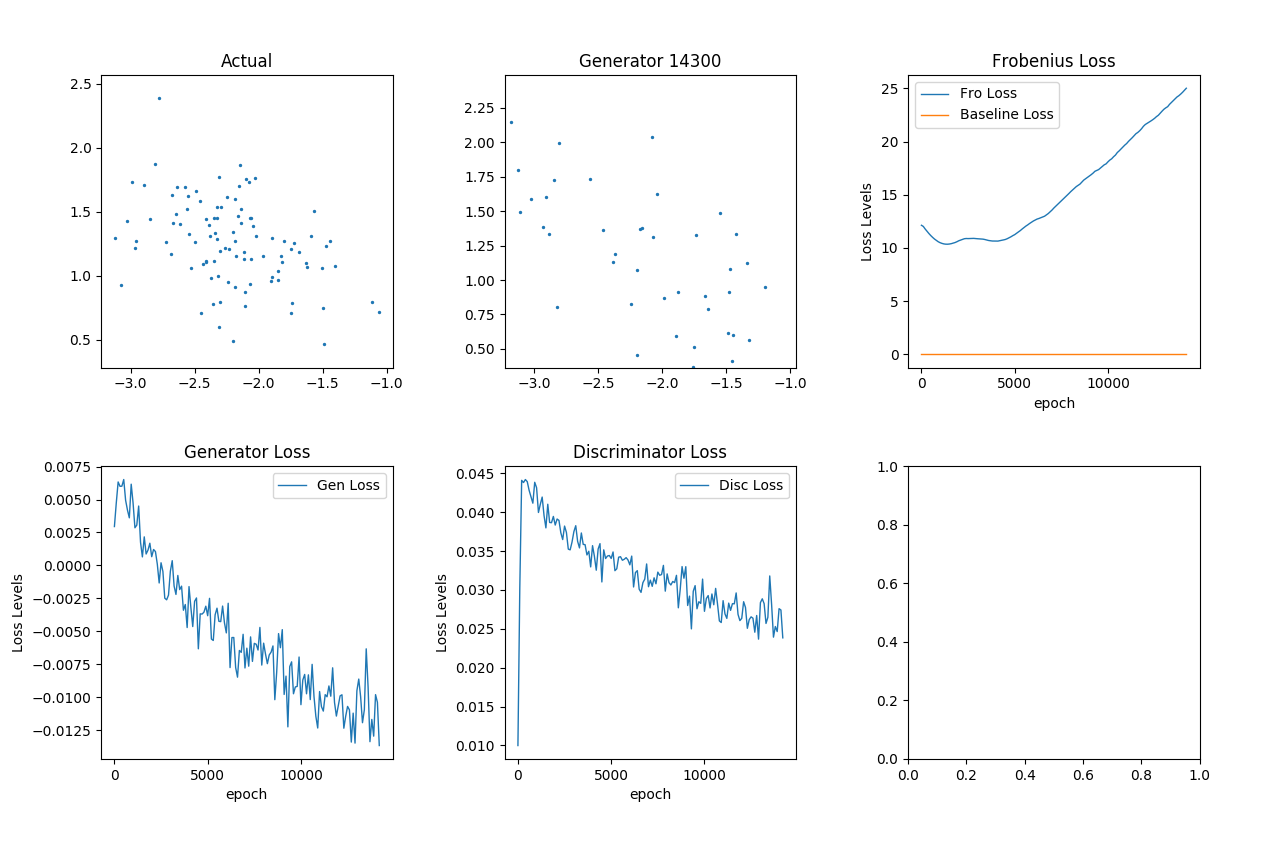 Actual
2.5
2.0
1.5
1.0
0.5
−3.0 −2.5 −2.0 −1.5 −1.0
Generator 14300
2.25
2.00
1.75
1.50
1.25
1.00
0.75
0.50
−3.0 −2.5 −2.0 −1.5 −1.0
Frobenius Loss
Fro Loss
Baseline Loss
Loss Levels
25
20
15
10
5
0
0 5000 10000
epoch
Generator Loss
Gen Loss
Loss Levels
0.0075
0.0050
0.0025
0.0000
−0.0025
−0.0050
−0.0075
−0.0100
−0.0125
0 5000 10000
epoch
Discriminator Loss
Disc Loss
Loss Levels
0.045
0.040
0.035
0.030
0.025
0.020
0.015
0.010
0 5000 10000
epoch
1.0
0.8
0.6
0.4
0.2
0.0
0.0 0.2 0.4 0.6 0.8 1.0